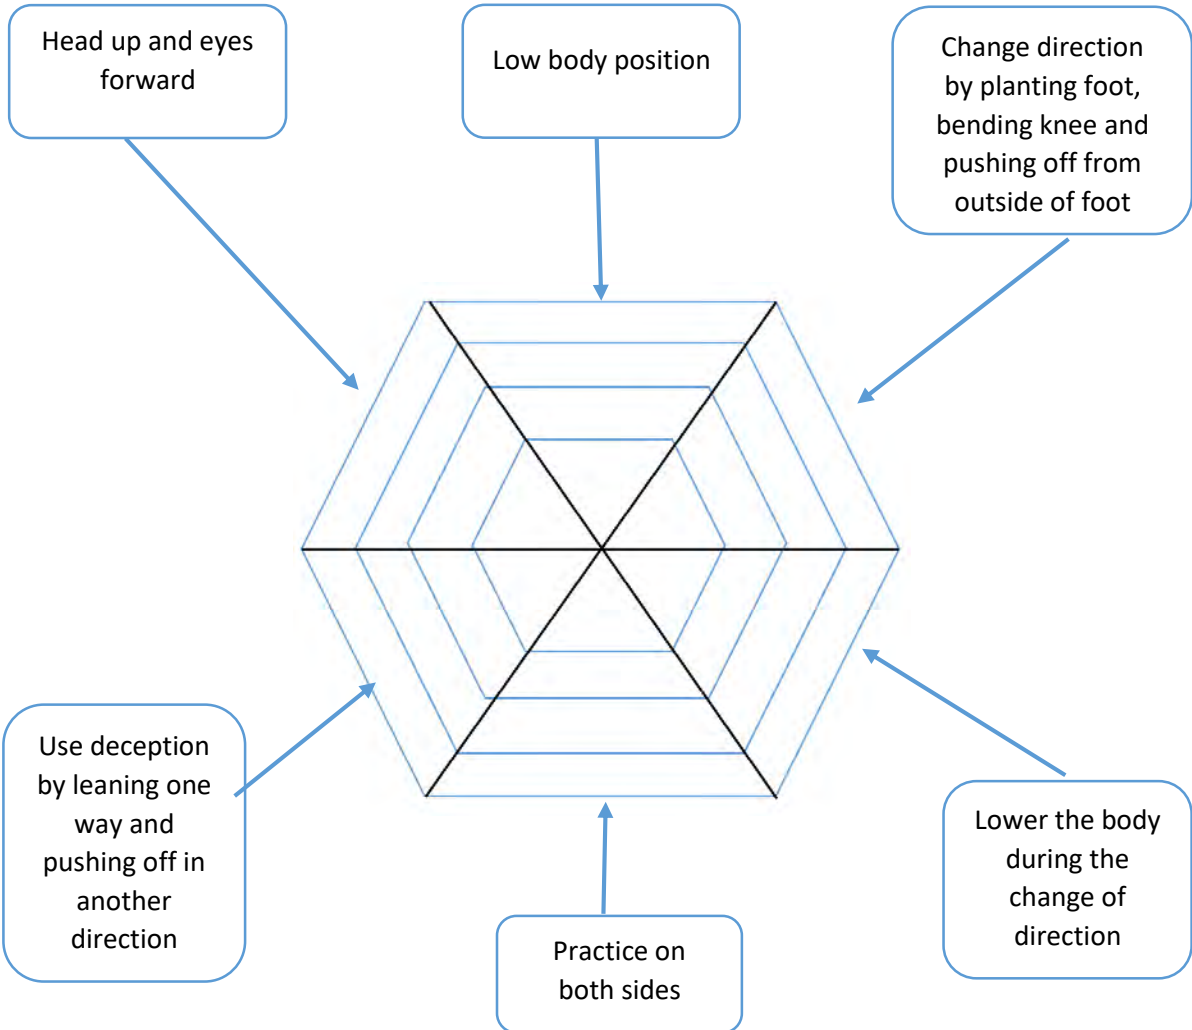 Head up and eyes
forward
Low body position
Change direction
by planting foot,
bending knee and
pushing off from
outside of foot
Use deception
by leaning one
way and
pushing off in
another
direction
Practice on
both sides
Lower the body
during the
change of
direction